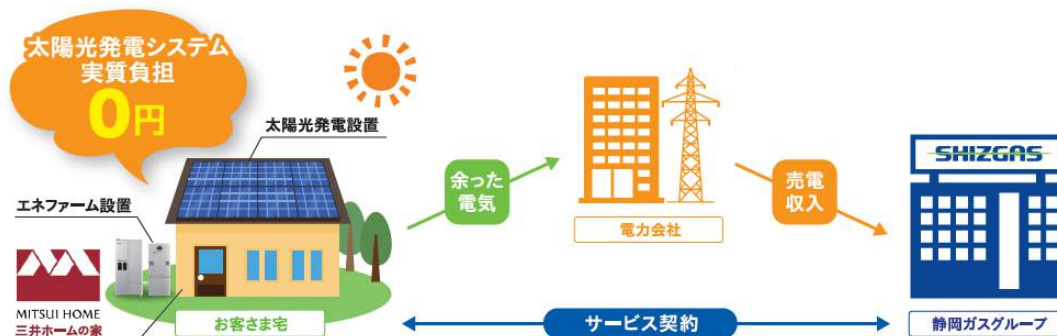 太陽光発電システム
実質負担
0円
太陽光発電設置
エネファーム設置
MITSUI HOME
三井ホームの家
お客さま宅
余った
電気
電力会社
売電
収入
SHIZGAS
サービス契約
静岡ガスグループ